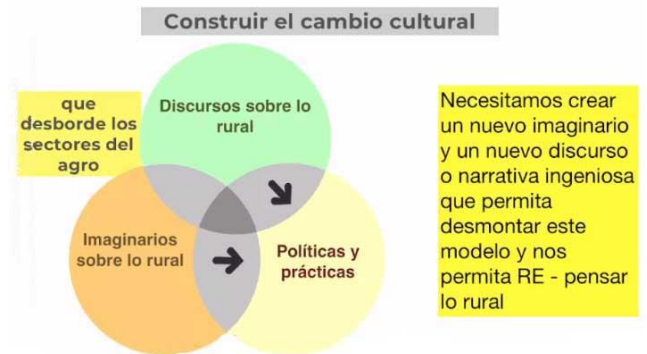 Construir el cambio cultural
que
desborde los
sectores del
agro
Discursos sobre lo
rural
Imaginarios
sobre lo rural
Políticas y
prácticas
Necesitamos crear
un nuevo imaginario
y un nuevo discurso
o narrativa ingeniosa
que permita
desmontar este
modelo y nos
permita RE - pensar
lo rural